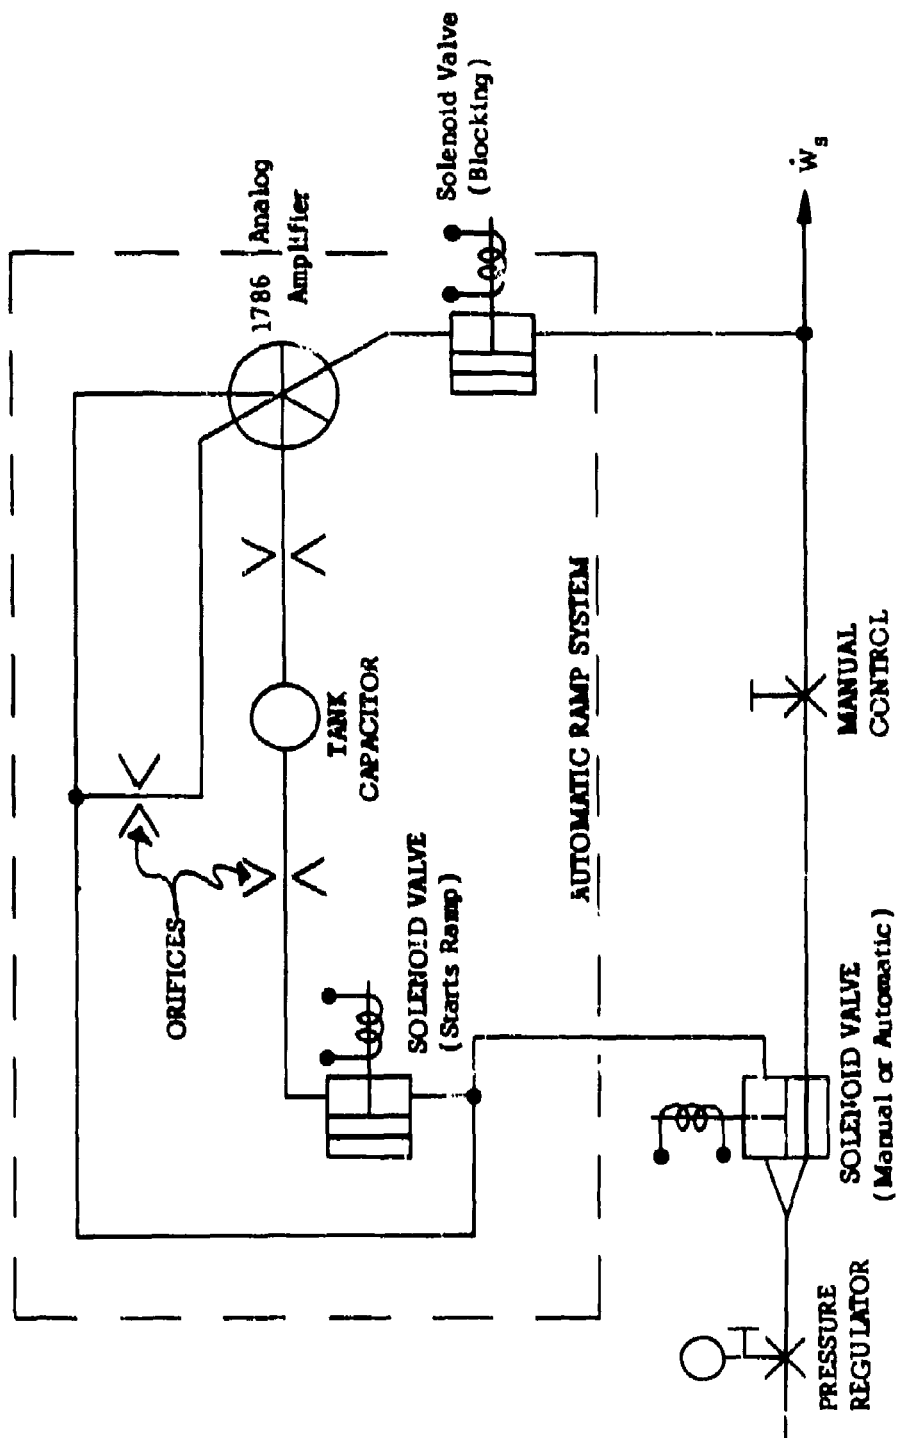 1786 Analog
Amplifier
Solenoid Valve
(Blocking)
ORIFICES
TANK
CAPACITOR
SOLENOID VALVE
(Starts Ramp)
AUTOMATIC RAMP SYSTEM
Ẇs
MANUAL
CONTROL
SOLENOID VALVE
(Manual or Automatic)
PRESSURE
REGULATOR